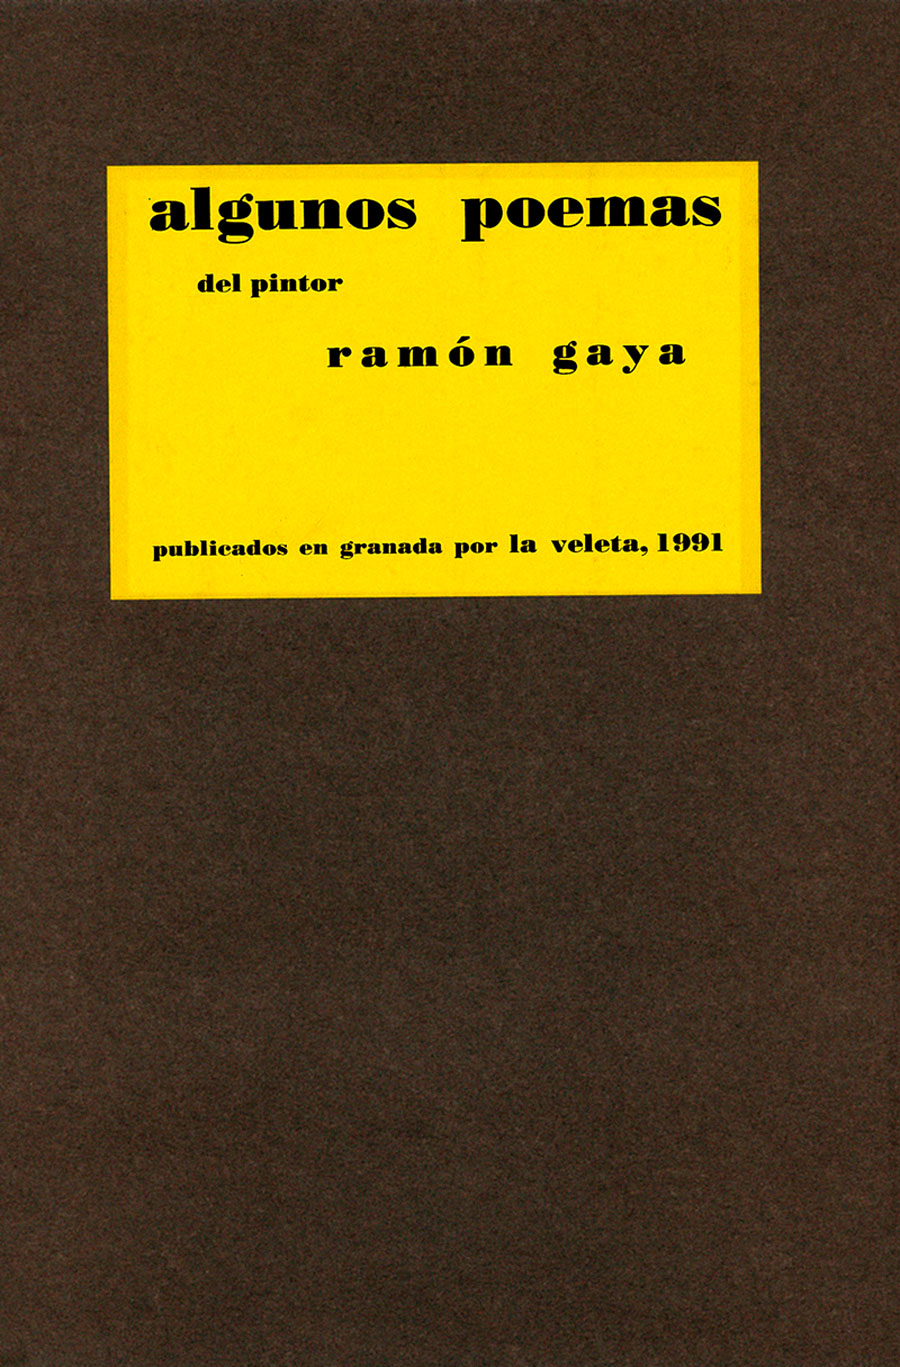 algunos poemas
del pintor
ramón gaya
publicados en granada por la veleta, 1991